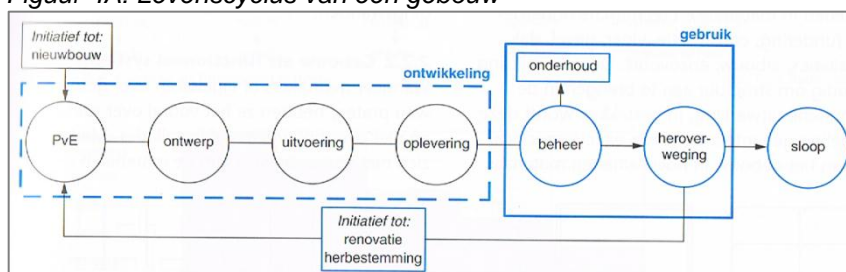 Figuur 1A: Levenscyclus van een gebouw
Initiatief tot:
nieuwbouw
ontwikkeling
gebruik
onderhoud
PvE
ontwerp
uitvoering
oplevering
beheer
herover-
weging
sloop
Initiatief tot:
renovatie
herbestemming